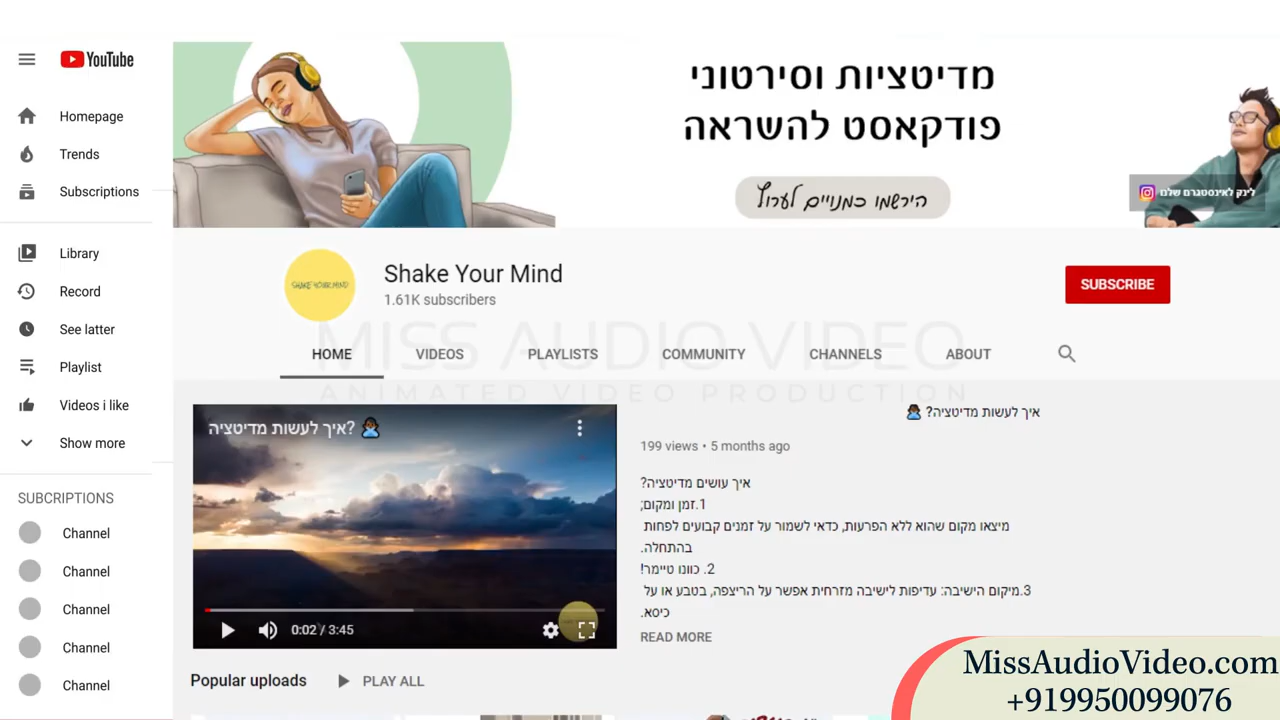 YouTube
Homepage
Trends
Subscriptions
Library
Record
See latter
Playlist
Videos i like
Show more
SUBCRIPTIONS
Channel
Channel
Channel
Channel
Channel
מדיטציות וסירטוני
פודקאסט להשראה
הירשמו כמנויים לערוץ
לינק לאינסטגרם שלנו
SHAKE YOUR MIND
Shake Your Mind
1.61K subscribers
SUBSCRIBE
MISS AUDIO VIDEO
ANIMATED VIDEO PRODUCTION
HOME
VIDEOS
PLAYLISTS
COMMUNITY
CHANNELS
ABOUT
איך לעשות מדיטציה?
0:02 / 3:45
איך לעשות מדיטציה?
199 views • 5 months ago
איך עושים מדיטציה?
1.זמן ומקום;
מיצאו מקום שהוא ללא הפרעות, כדאי לשמור על זמנים קבועים לפחות
בהתחלה.
2. כוונו טיימר!
3.מיקום הישיבה: עדיפות לישיבה מזרחית אפשר על הריצפה, בטבע או על
כיסא.
READ MORE
Popular uploads
PLAY ALL
MissAudioVideo.com
+919950099076